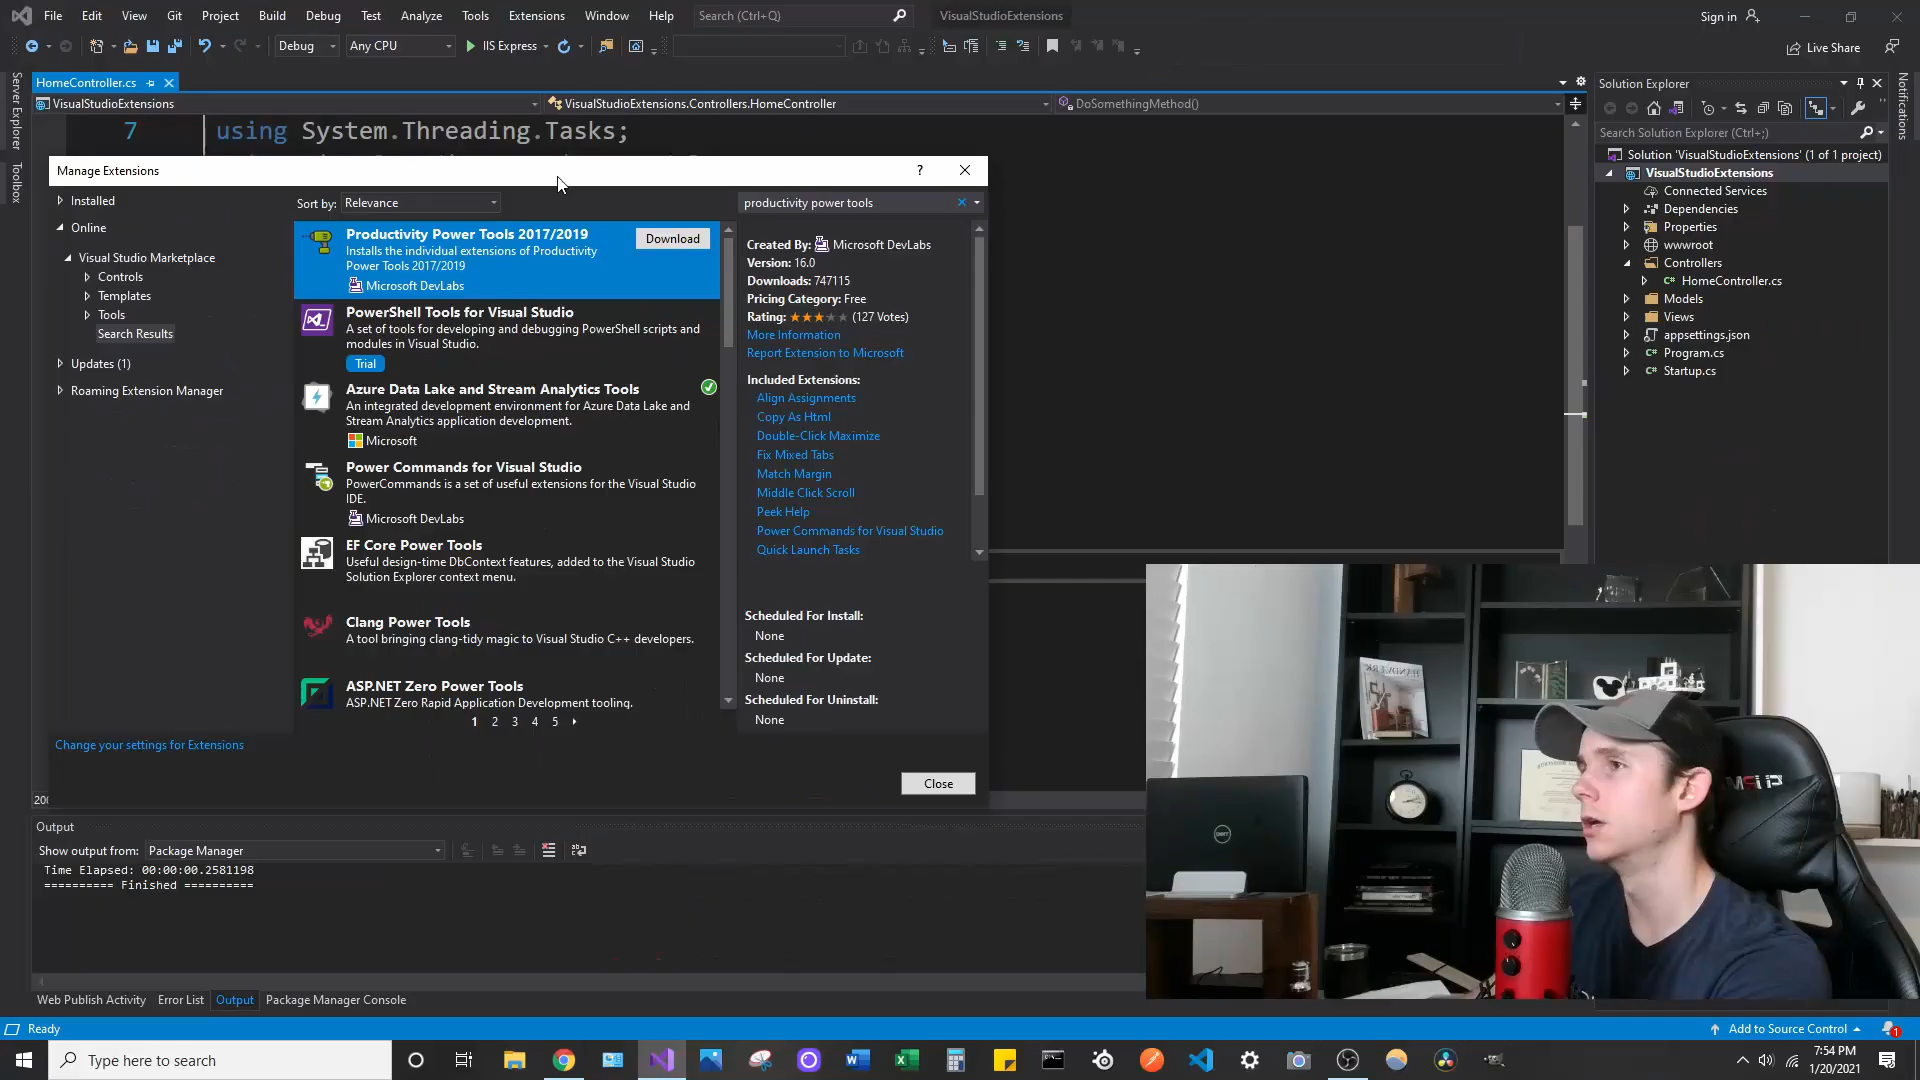 File Edit View Git Project Build Debug Test Analyze Tools Extensions Window Help Search (Ctrl+Q) VisualStudioExtensions Sign in
Debug Any CPU IIS Express Live Share
HomeController.cs
VisualStudioExtensions VisualStudioExtensions.Controllers.HomeController DoSomethingMethod()
7 using System.Threading.Tasks;
Server Explorer
Toolbox
Notifications
Manage Extensions ?
Installed
Online
Visual Studio Marketplace
Controls
Templates
Tools
Search Results
Updates (1)
Roaming Extension Manager
Change your settings for Extensions
Sort by: Relevance
productivity power tools
Productivity Power Tools 2017/2019
Download
Installs the individual extensions of Productivity
Power Tools 2017/2019
Microsoft DevLabs
PowerShell Tools for Visual Studio
A set of tools for developing and debugging PowerShell scripts and
modules in Visual Studio.
Trial
Azure Data Lake and Stream Analytics Tools
An integrated development environment for Azure Data Lake and
Stream Analytics application development.
Microsoft
Power Commands for Visual Studio
PowerCommands is a set of useful extensions for the Visual Studio
IDE.
Microsoft DevLabs
EF Core Power Tools
Useful design-time DbContext features, added to the Visual Studio
Solution Explorer context menu.
Clang Power Tools
A tool bringing clang-tidy magic to Visual Studio C++ developers.
ASP.NET Zero Power Tools
ASP.NET Zero Rapid Application Development tooling.
1 2 3 4 5
Created By: Microsoft DevLabs
Version: 16.0
Downloads: 747115
Pricing Category: Free
Rating: (127 Votes)
More Information
Report Extension to Microsoft
Included Extensions:
Align Assignments
Copy As Html
Double-Click Maximize
Fix Mixed Tabs
Match Margin
Middle Click Scroll
Peek Help
Power Commands for Visual Studio
Quick Launch Tasks
Scheduled For Install:
None
Scheduled For Update:
None
Scheduled For Uninstall:
None
Close
Solution Explorer
Search Solution Explorer (Ctrl+;)
Solution 'VisualStudioExtensions' (1 of 1 project)
VisualStudioExtensions
Connected Services
Dependencies
Properties
wwwroot
Controllers
C# HomeController.cs
Models
Views
appsettings.json
C# Program.cs
C# Startup.cs
200
Output
Show output from: Package Manager
Time Elapsed: 00:00:00.2581198
========== Finished ==========
Web Publish Activity Error List Output Package Manager Console
Ready Add to Source Control 1
Type here to search
7:54 PM
1/20/2021